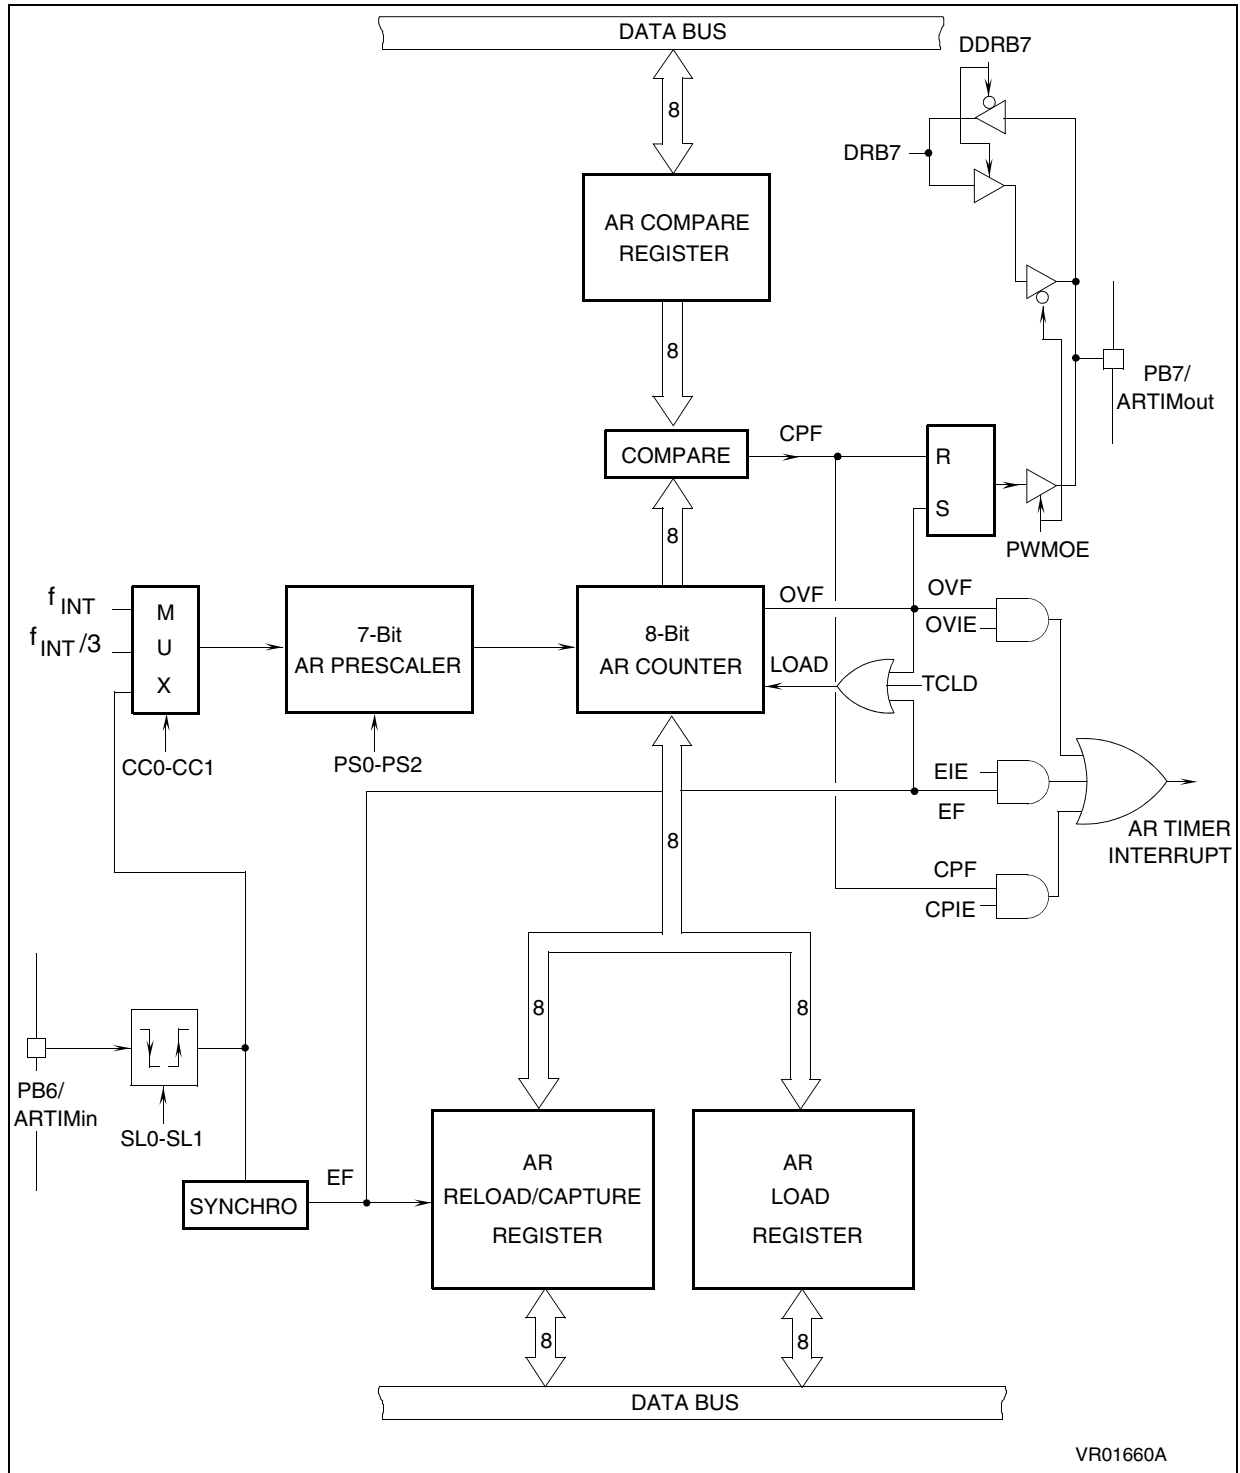 DATA BUS
DDRB7
8
DRB7
AR COMPARE
REGISTER
8
PB7/
ARTIMout
CPF
COMPARE
R
S
8
PWMOE
f INT
f INT /3
M
U
X
7-Bit
AR PRESCALER
8-Bit
AR COUNTER
OVF
OVF
OVIE
LOAD
TCLD
CC0-CC1
PS0-PS2
EIE
EF
8
AR TIMER
INTERRUPT
CPF
CPIE
8
8
PB6/
ARTIMin
SL0-SL1
EF
SYNCHRO
AR
RELOAD/CAPTURE
REGISTER
AR
LOAD
REGISTER
8
8
DATA BUS
VR01660A